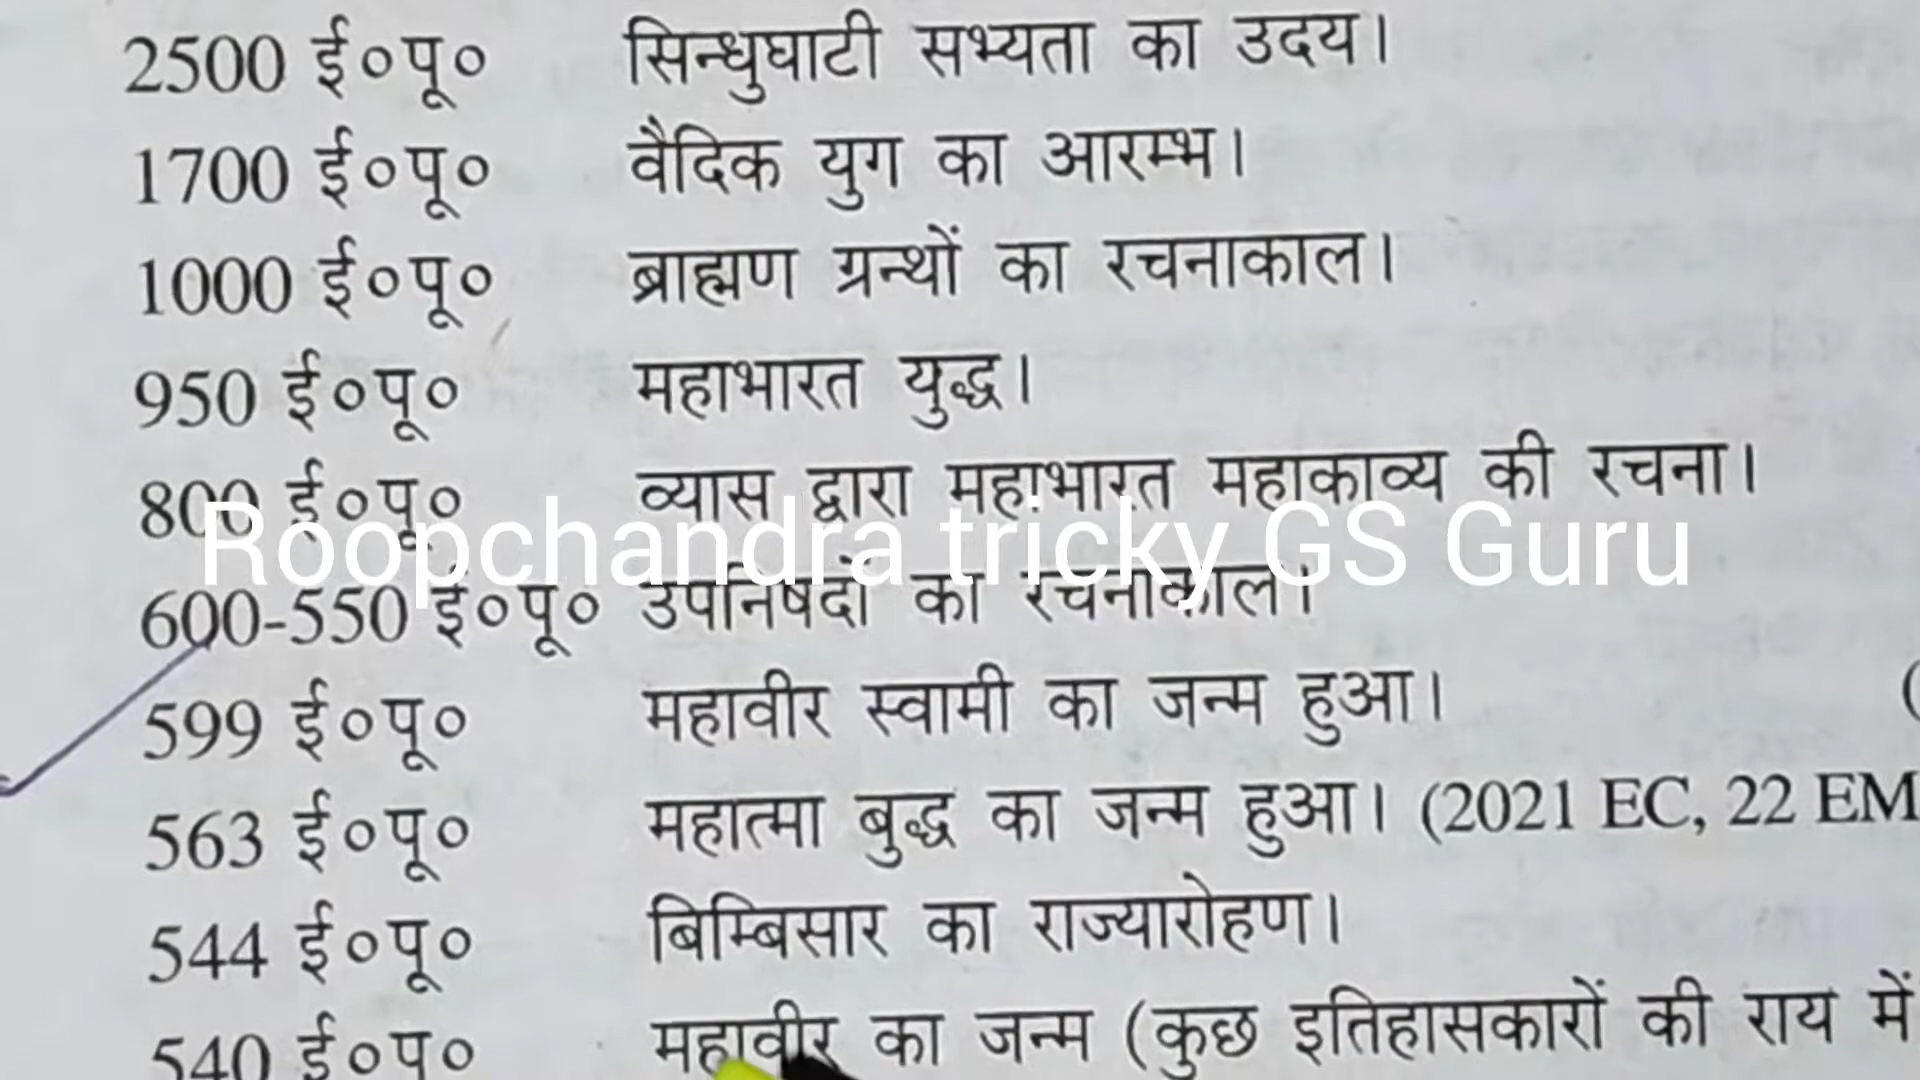 2500 ई०पू० सिन्धुघाटी सभ्यता का उदय।
1700 ई०पू० वैदिक युग का आरम्भ।
1000 ई०पू० ब्राह्मण ग्रन्थों का रचनाकाल।
950 ई०पू० महाभारत युद्ध।
800 ई०पू० व्यास द्वारा महाभारत महाकाव्य की रचना।
Roopchandra tricky GS Guru
600-550 ई०पू० उपनिषदों का रचनाकाल।
599 ई०पू० महावीर स्वामी का जन्म हुआ। (
563 ई०पू० महात्मा बुद्ध का जन्म हुआ। (2021 EC, 22 EM
544 ई०पू० बिम्बिसार का राज्यारोहण।
540 ई०पू० महावीर का जन्म (कुछ इतिहासकारों की राय में